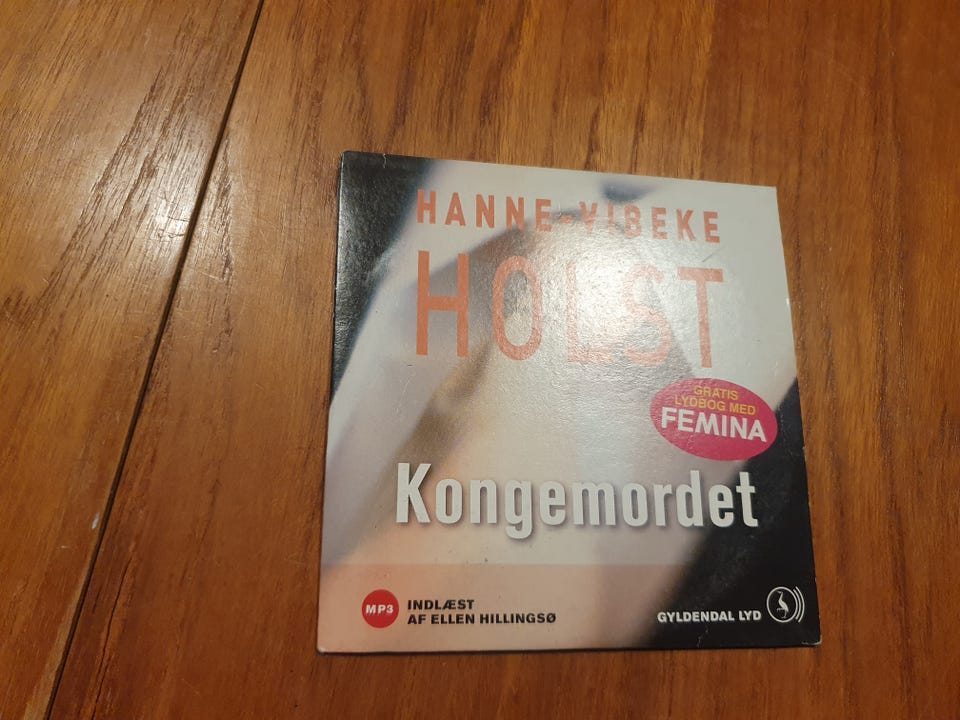 HANNE-VIBEKE
HOLST
GRATIS
LYDBOG MED
FEMINA
Kongemordet
MP3
INDLÆST
AF ELLEN HILLINGSØ
GYLDENDAL LYD